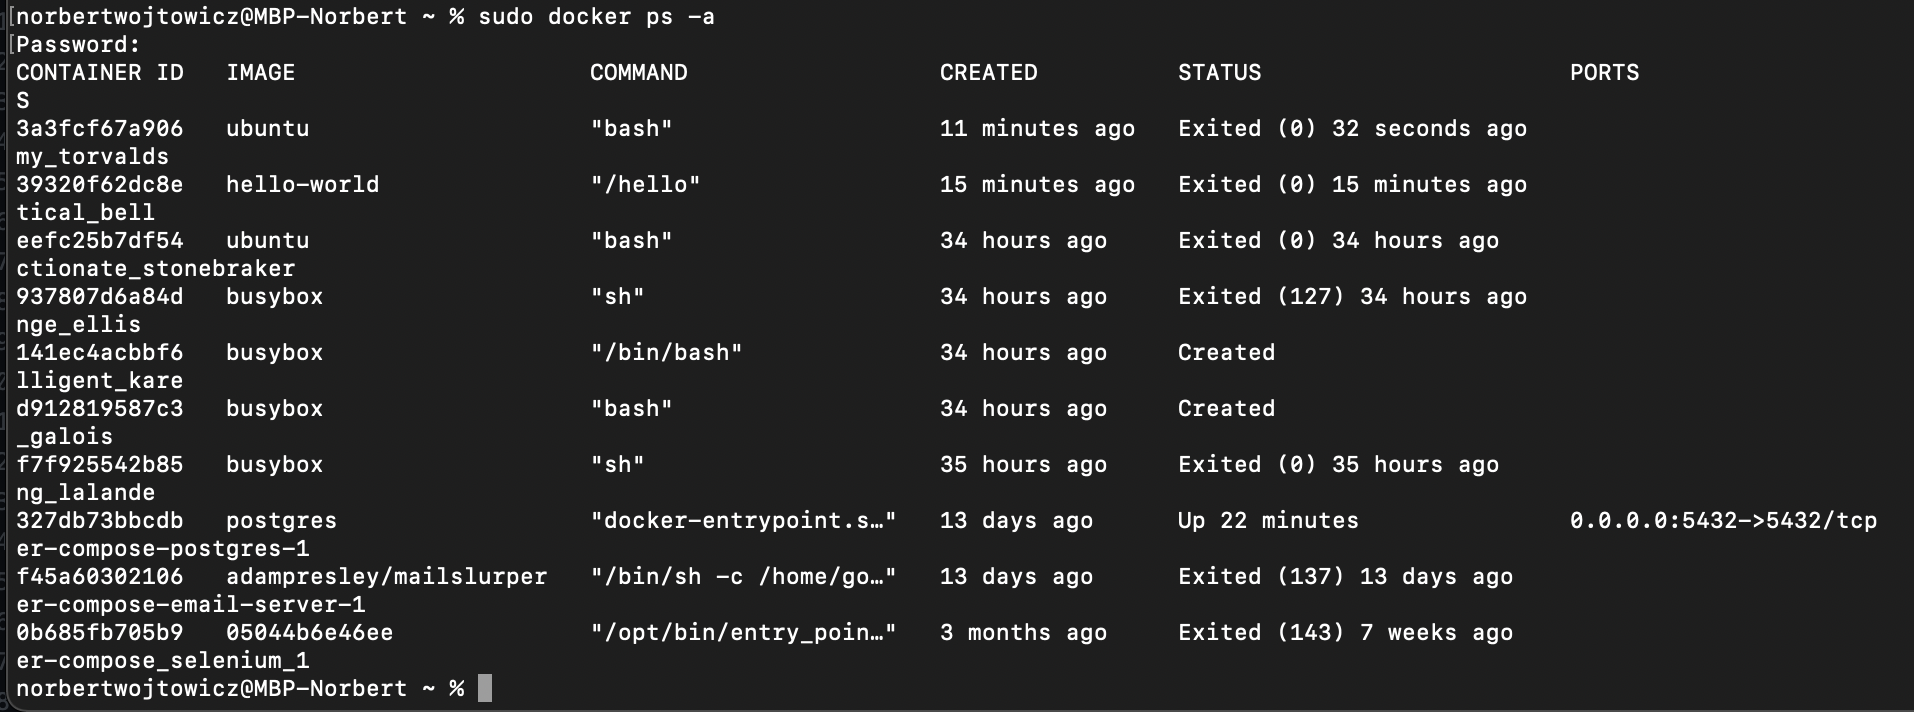 [norbertwojtowicz@MBP-Norbert ~ % sudo docker ps -a
[Password:
CONTAINER ID   IMAGE                     COMMAND                  CREATED          STATUS                      PORTS
S
3a3fcf67a906   ubuntu                    "bash"                   11 minutes ago   Exited (0) 32 seconds ago
my_torvalds
39320f62dc8e   hello-world               "/hello"                 15 minutes ago   Exited (0) 15 minutes ago
tical_bell
eefc25b7df54   ubuntu                    "bash"                   34 hours ago     Exited (0) 34 hours ago
ctionate_stonebraker
937807d6a84d   busybox                   "sh"                     34 hours ago     Exited (127) 34 hours ago
nge_ellis
141ec4acbbf6   busybox                   "/bin/bash"              34 hours ago     Created
lligent_kare
d912819587c3   busybox                   "bash"                   34 hours ago     Created
_galois
f7f925542b85   busybox                   "sh"                     35 hours ago     Exited (0) 35 hours ago
ng_lalande
327db73bbcdb   postgres                  "docker-entrypoint.s…"   13 days ago      Up 22 minutes               0.0.0.0:5432->5432/tcp
er-compose-postgres-1
f45a60302106   adampresley/mailslurper   "/bin/sh -c /home/go…"   13 days ago      Exited (137) 13 days ago
er-compose-email-server-1
0b685fb705b9   05044b6e46ee              "/opt/bin/entry_poin…"   3 months ago     Exited (143) 7 weeks ago
er-compose_selenium_1
norbertwojtowicz@MBP-Norbert ~ %